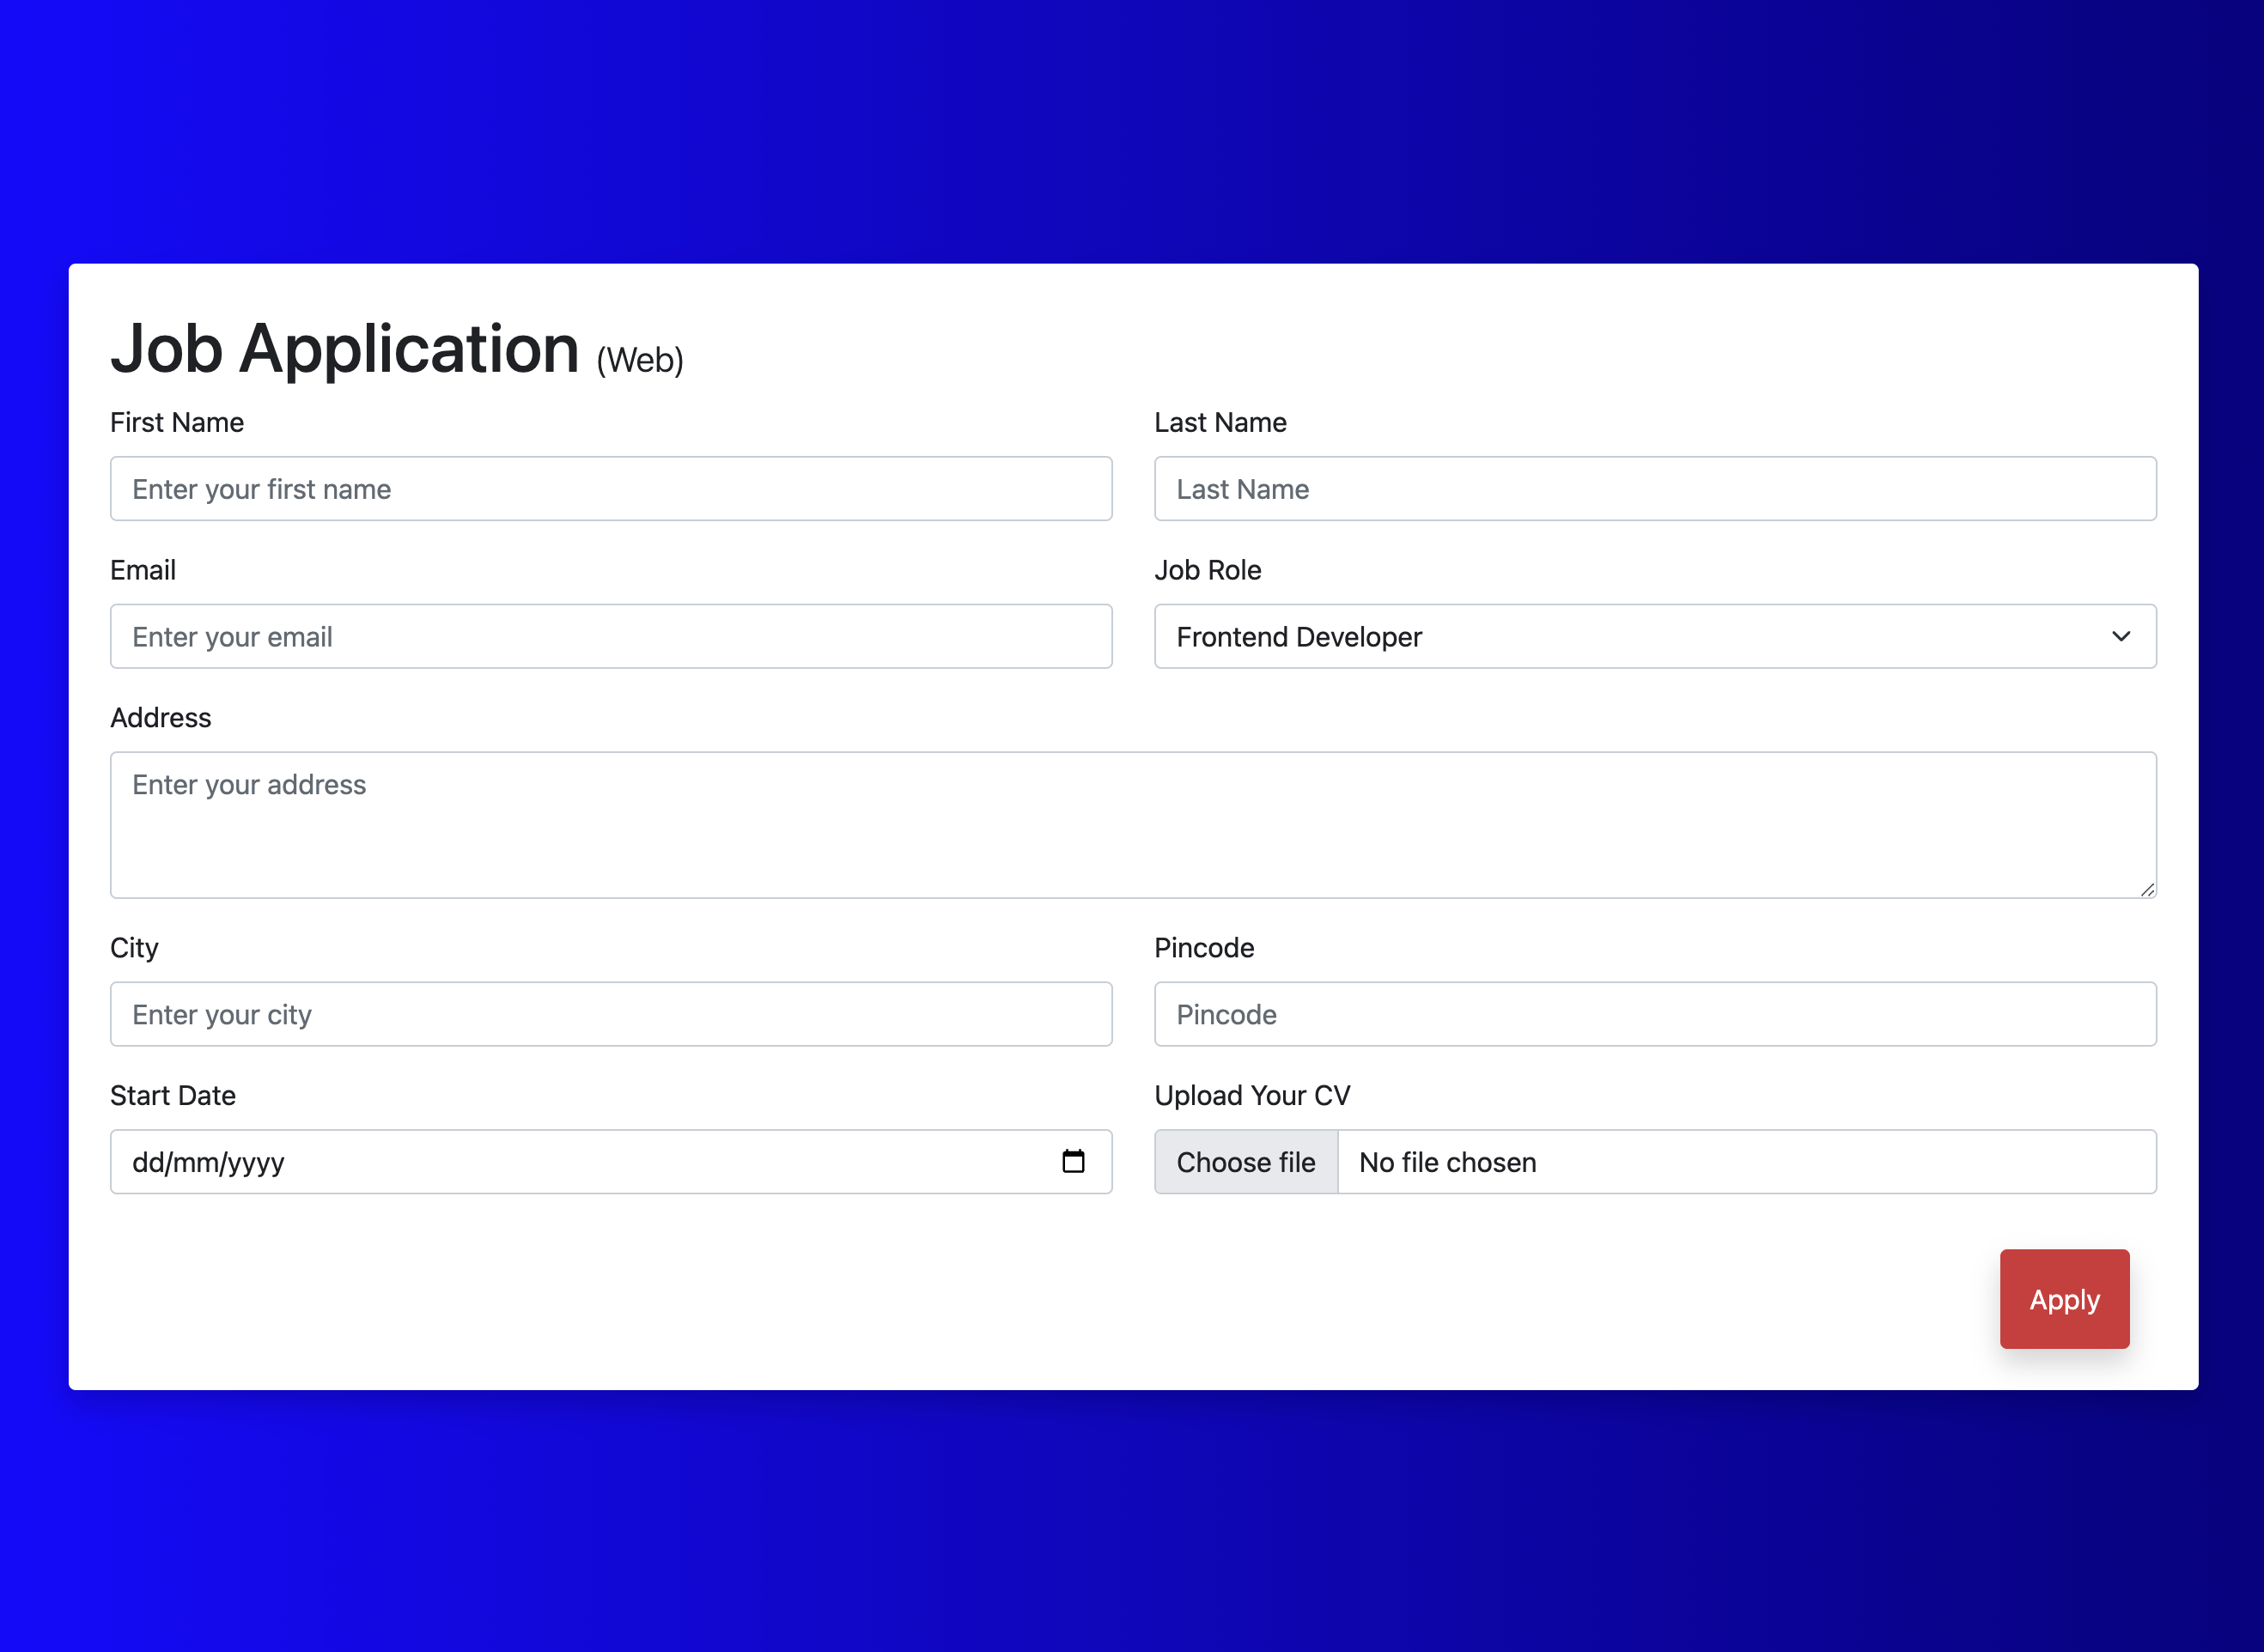 Job Application (Web)
First Name
Last Name
Enter your first name
Last Name
Email
Job Role
Enter your email
Frontend Developer
Address
Enter your address
City
Pincode
Enter your city
Pincode
Start Date
Upload Your CV
dd/mm/yyyy
Choose file
No file chosen
Apply